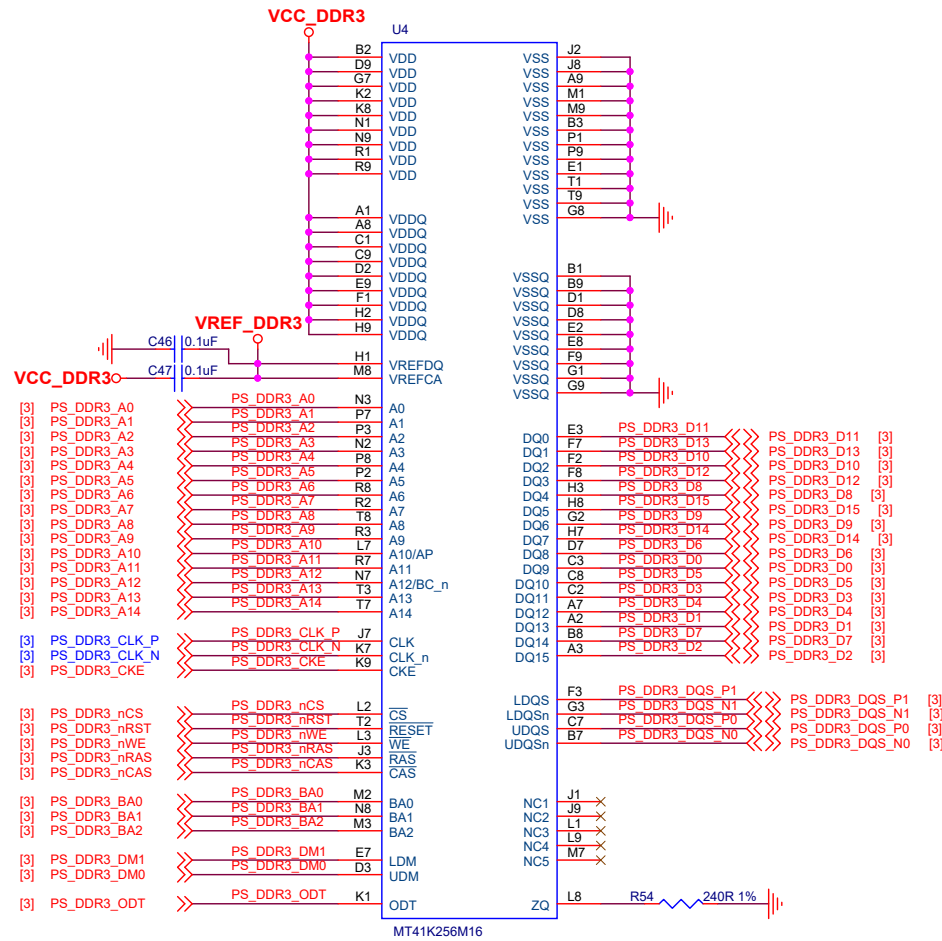 VCC_DDR3
U4
B2 VDD VSS J2
D9 VDD VSS J8
G7 VDD VSS A9
K2 VDD VSS M1
K8 VDD VSS M9
N1 VDD VSS B3
N9 VDD VSS P1
R1 VDD VSS P9
R9 VDD VSS E1
VSS T1
VSS T9
A1 VDDQ VSS G8
A8 VDDQ
C1 VDDQ
C9 VDDQ
D2 VDDQ VSSQ B1
E9 VDDQ VSSQ B9
F1 VDDQ VSSQ D1
H2 VDDQ VSSQ D8
H9 VDDQ VSSQ E2
VREF_DDR3
C46 0.1uF VSSQ E8
H1 VREFDQ VSSQ F9
VCC_DDR3 C47 0.1uF M8 VREFCA VSSQ G1
VSSQ G9
[3] PS_DDR3_A0 PS_DDR3_A0 N3 A0
[3] PS_DDR3_A1 PS_DDR3_A1 P7 A1
[3] PS_DDR3_A2 PS_DDR3_A2 P3 A2 DQ0 E3 PS_DDR3_D11 PS_DDR3_D11 [3]
[3] PS_DDR3_A3 PS_DDR3_A3 N2 A3 DQ1 F7 PS_DDR3_D13 PS_DDR3_D13 [3]
[3] PS_DDR3_A4 PS_DDR3_A4 P8 A4 DQ2 F2 PS_DDR3_D10 PS_DDR3_D10 [3]
[3] PS_DDR3_A5 PS_DDR3_A5 P2 A5 DQ3 F8 PS_DDR3_D12 PS_DDR3_D12 [3]
[3] PS_DDR3_A6 PS_DDR3_A6 R8 A6 DQ4 H3 PS_DDR3_D8 PS_DDR3_D8 [3]
[3] PS_DDR3_A7 PS_DDR3_A7 R2 A7 DQ5 H8 PS_DDR3_D15 PS_DDR3_D15 [3]
[3] PS_DDR3_A8 PS_DDR3_A8 T8 A8 DQ6 G2 PS_DDR3_D9 PS_DDR3_D9 [3]
[3] PS_DDR3_A9 PS_DDR3_A9 R3 A9 DQ7 H7 PS_DDR3_D14 PS_DDR3_D14 [3]
[3] PS_DDR3_A10 PS_DDR3_A10 L7 A10/AP DQ8 D7 PS_DDR3_D6 PS_DDR3_D6 [3]
[3] PS_DDR3_A11 PS_DDR3_A11 R7 A11 DQ9 C3 PS_DDR3_D0 PS_DDR3_D0 [3]
[3] PS_DDR3_A12 PS_DDR3_A12 N7 A12/BC_n DQ10 C8 PS_DDR3_D5 PS_DDR3_D5 [3]
[3] PS_DDR3_A13 PS_DDR3_A13 T3 A13 DQ11 C2 PS_DDR3_D3 PS_DDR3_D3 [3]
[3] PS_DDR3_A14 PS_DDR3_A14 T7 A14 DQ12 A7 PS_DDR3_D4 PS_DDR3_D4 [3]
DQ13 A2 PS_DDR3_D1 PS_DDR3_D1 [3]
[3] PS_DDR3_CLK_P PS_DDR3_CLK_P J7 CLK DQ14 B8 PS_DDR3_D7 PS_DDR3_D7 [3]
[3] PS_DDR3_CLK_N PS_DDR3_CLK_N K7 CLK_n DQ15 A3 PS_DDR3_D2 PS_DDR3_D2 [3]
[3] PS_DDR3_CKE PS_DDR3_CKE K9 CKE
LDQS F3 PS_DDR3_DQS_P1 PS_DDR3_DQS_P1 [3]
[3] PS_DDR3_nCS PS_DDR3_nCS L2 CS LDQSn G3 PS_DDR3_DQS_N1 PS_DDR3_DQS_N1 [3]
[3] PS_DDR3_nRST PS_DDR3_nRST T2 RESET UDQS C7 PS_DDR3_DQS_P0 PS_DDR3_DQS_P0 [3]
[3] PS_DDR3_nWE PS_DDR3_nWE L3 WE UDQSn B7 PS_DDR3_DQS_N0 PS_DDR3_DQS_N0 [3]
[3] PS_DDR3_nRAS PS_DDR3_nRAS J3 RAS
[3] PS_DDR3_nCAS PS_DDR3_nCAS K3 CAS
[3] PS_DDR3_BA0 PS_DDR3_BA0 M2 BA0 NC1 J1
[3] PS_DDR3_BA1 PS_DDR3_BA1 N8 BA1 NC2 J9
[3] PS_DDR3_BA2 PS_DDR3_BA2 M3 BA2 NC3 L1
NC4 L9
[3] PS_DDR3_DM1 PS_DDR3_DM1 E7 LDM NC5 M7
[3] PS_DDR3_DM0 PS_DDR3_DM0 D3 UDM
[3] PS_DDR3_ODT PS_DDR3_ODT K1 ODT ZQ L8 R54 240R 1%
MT41K256M16